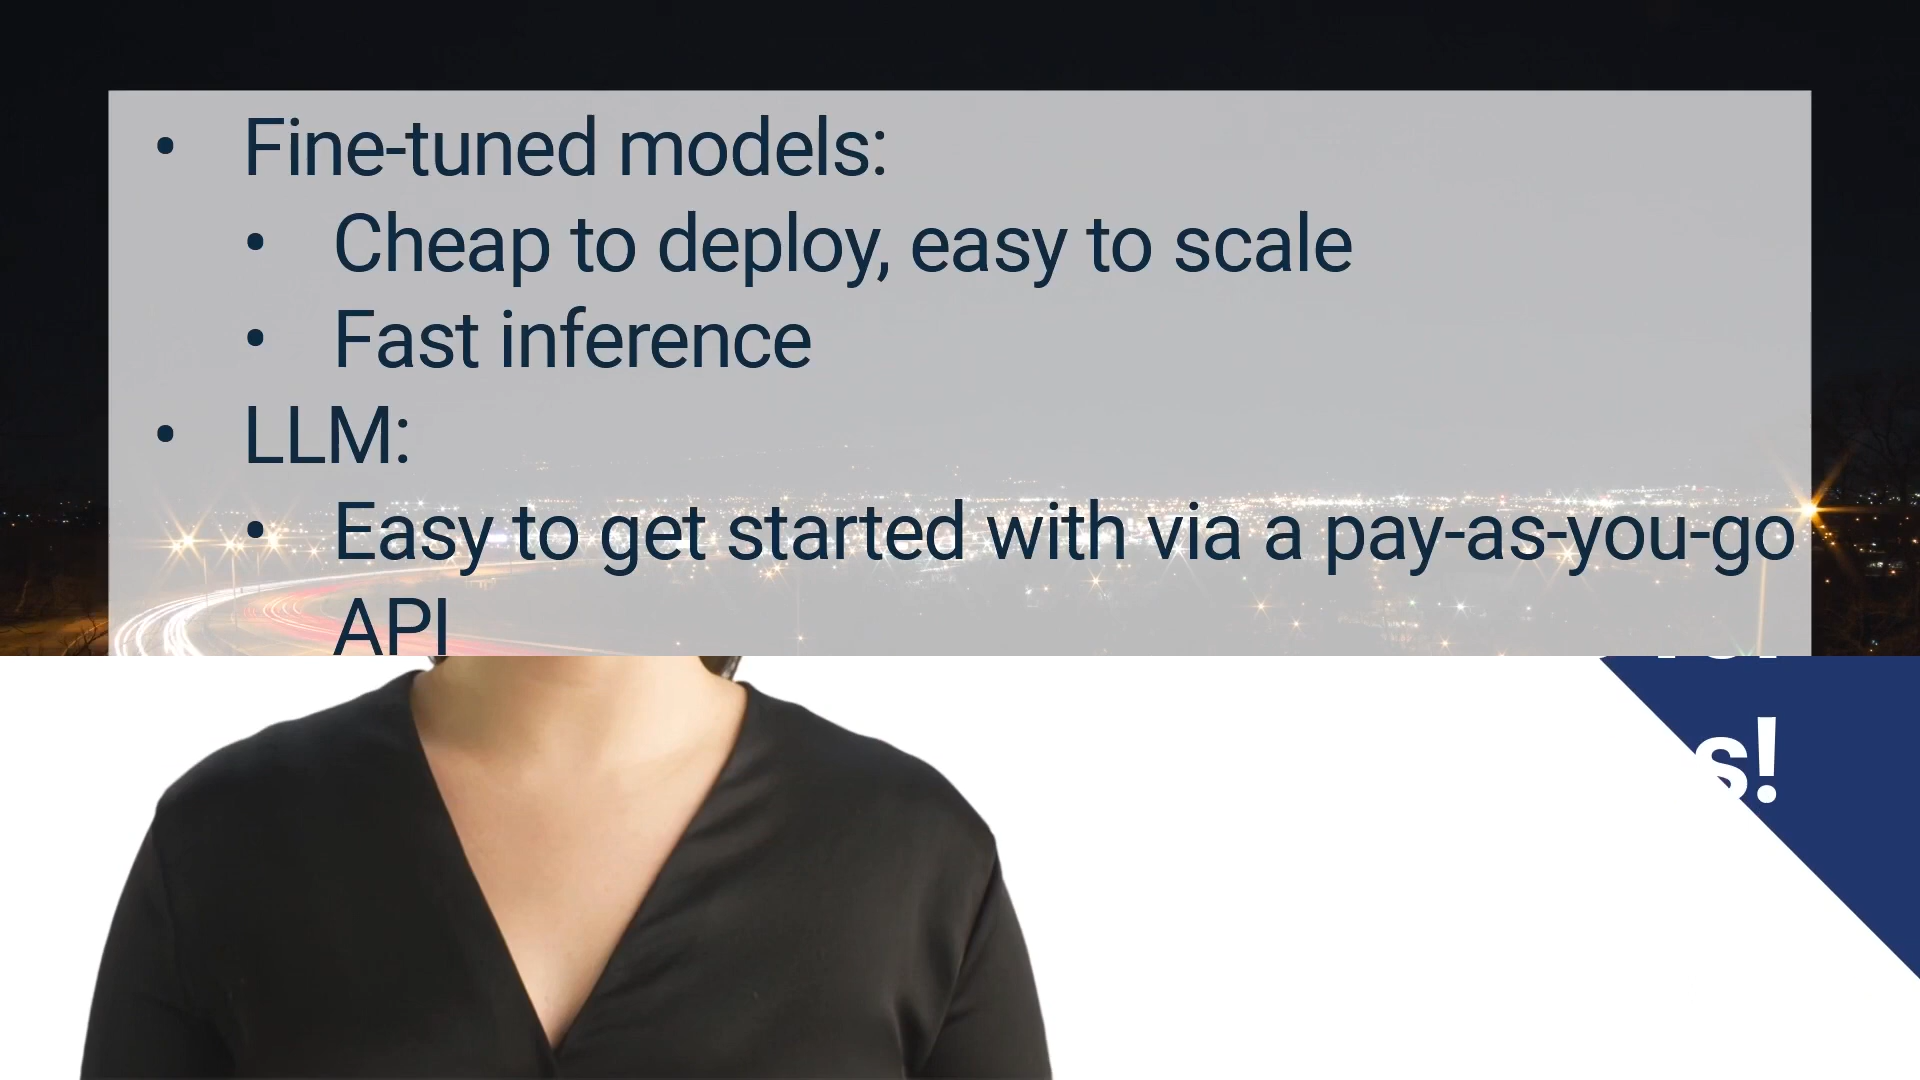 • Fine-tuned models:
• Cheap to deploy, easy to scale
• Fast inference
• LLM:
• Easy to get started with via a pay-as-you-go
API
s!